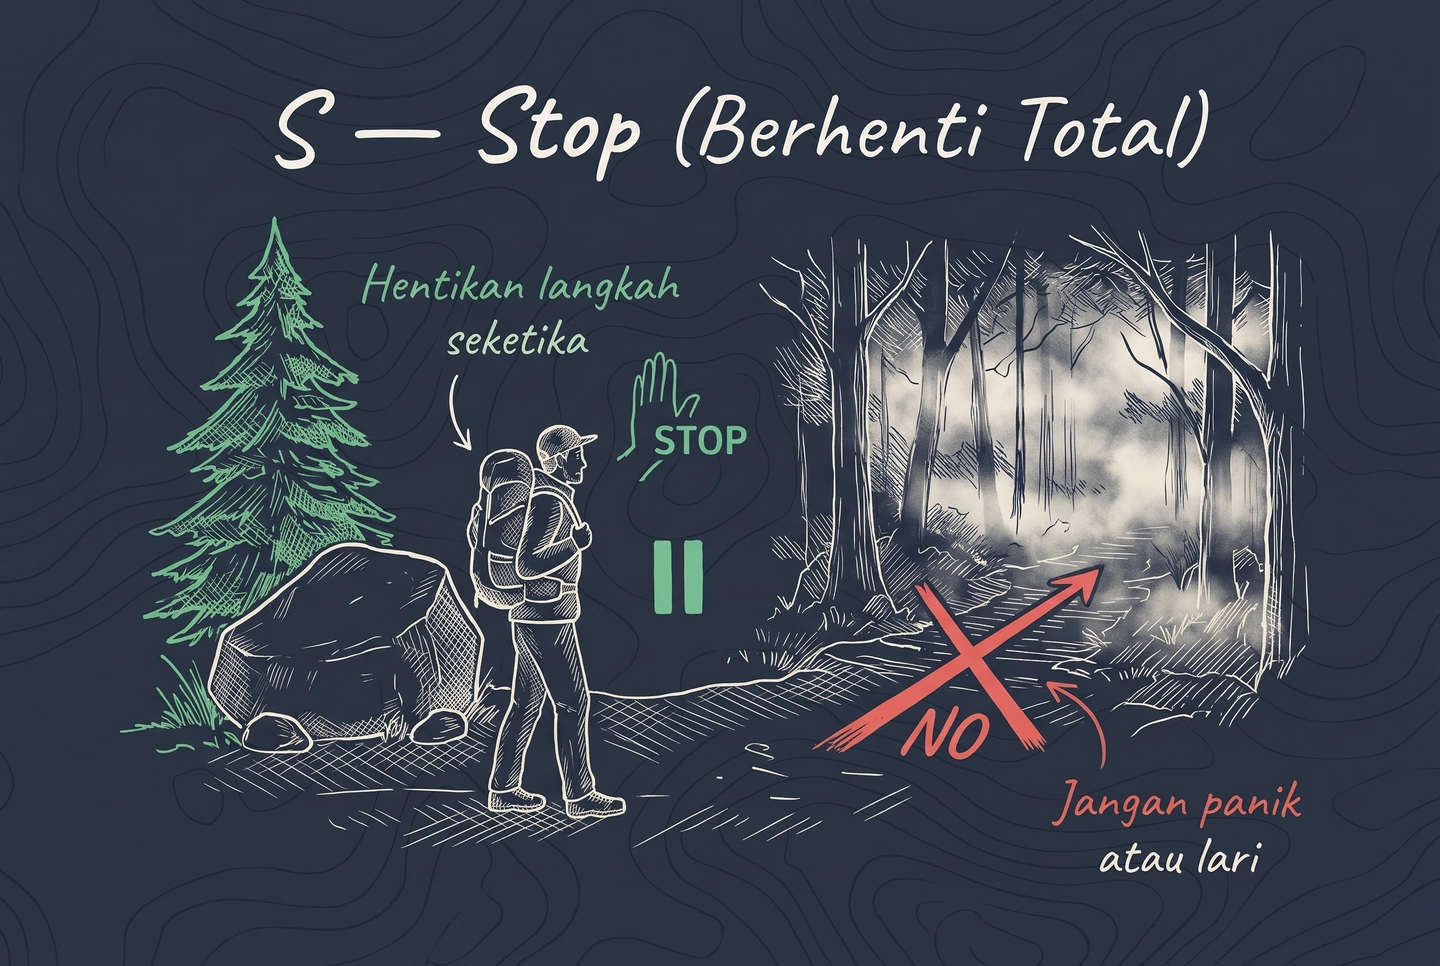 S — Stop (Berhenti Total)
Hentikan langkah
seketika
STOP
NO
Jangan panik
atau lari